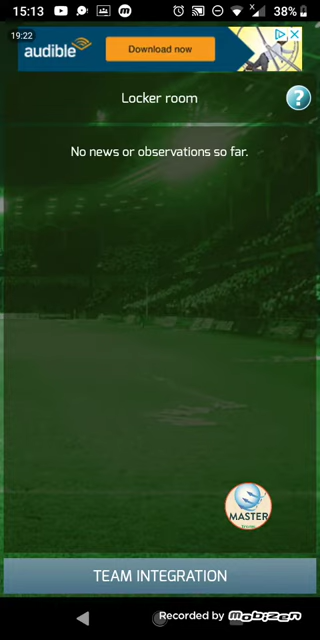 15:13
38%
19:22
audible
Download now
Locker room
?
No news or observations so far.
MASTER
TEAM INTEGRATION
Recorded by mobizen